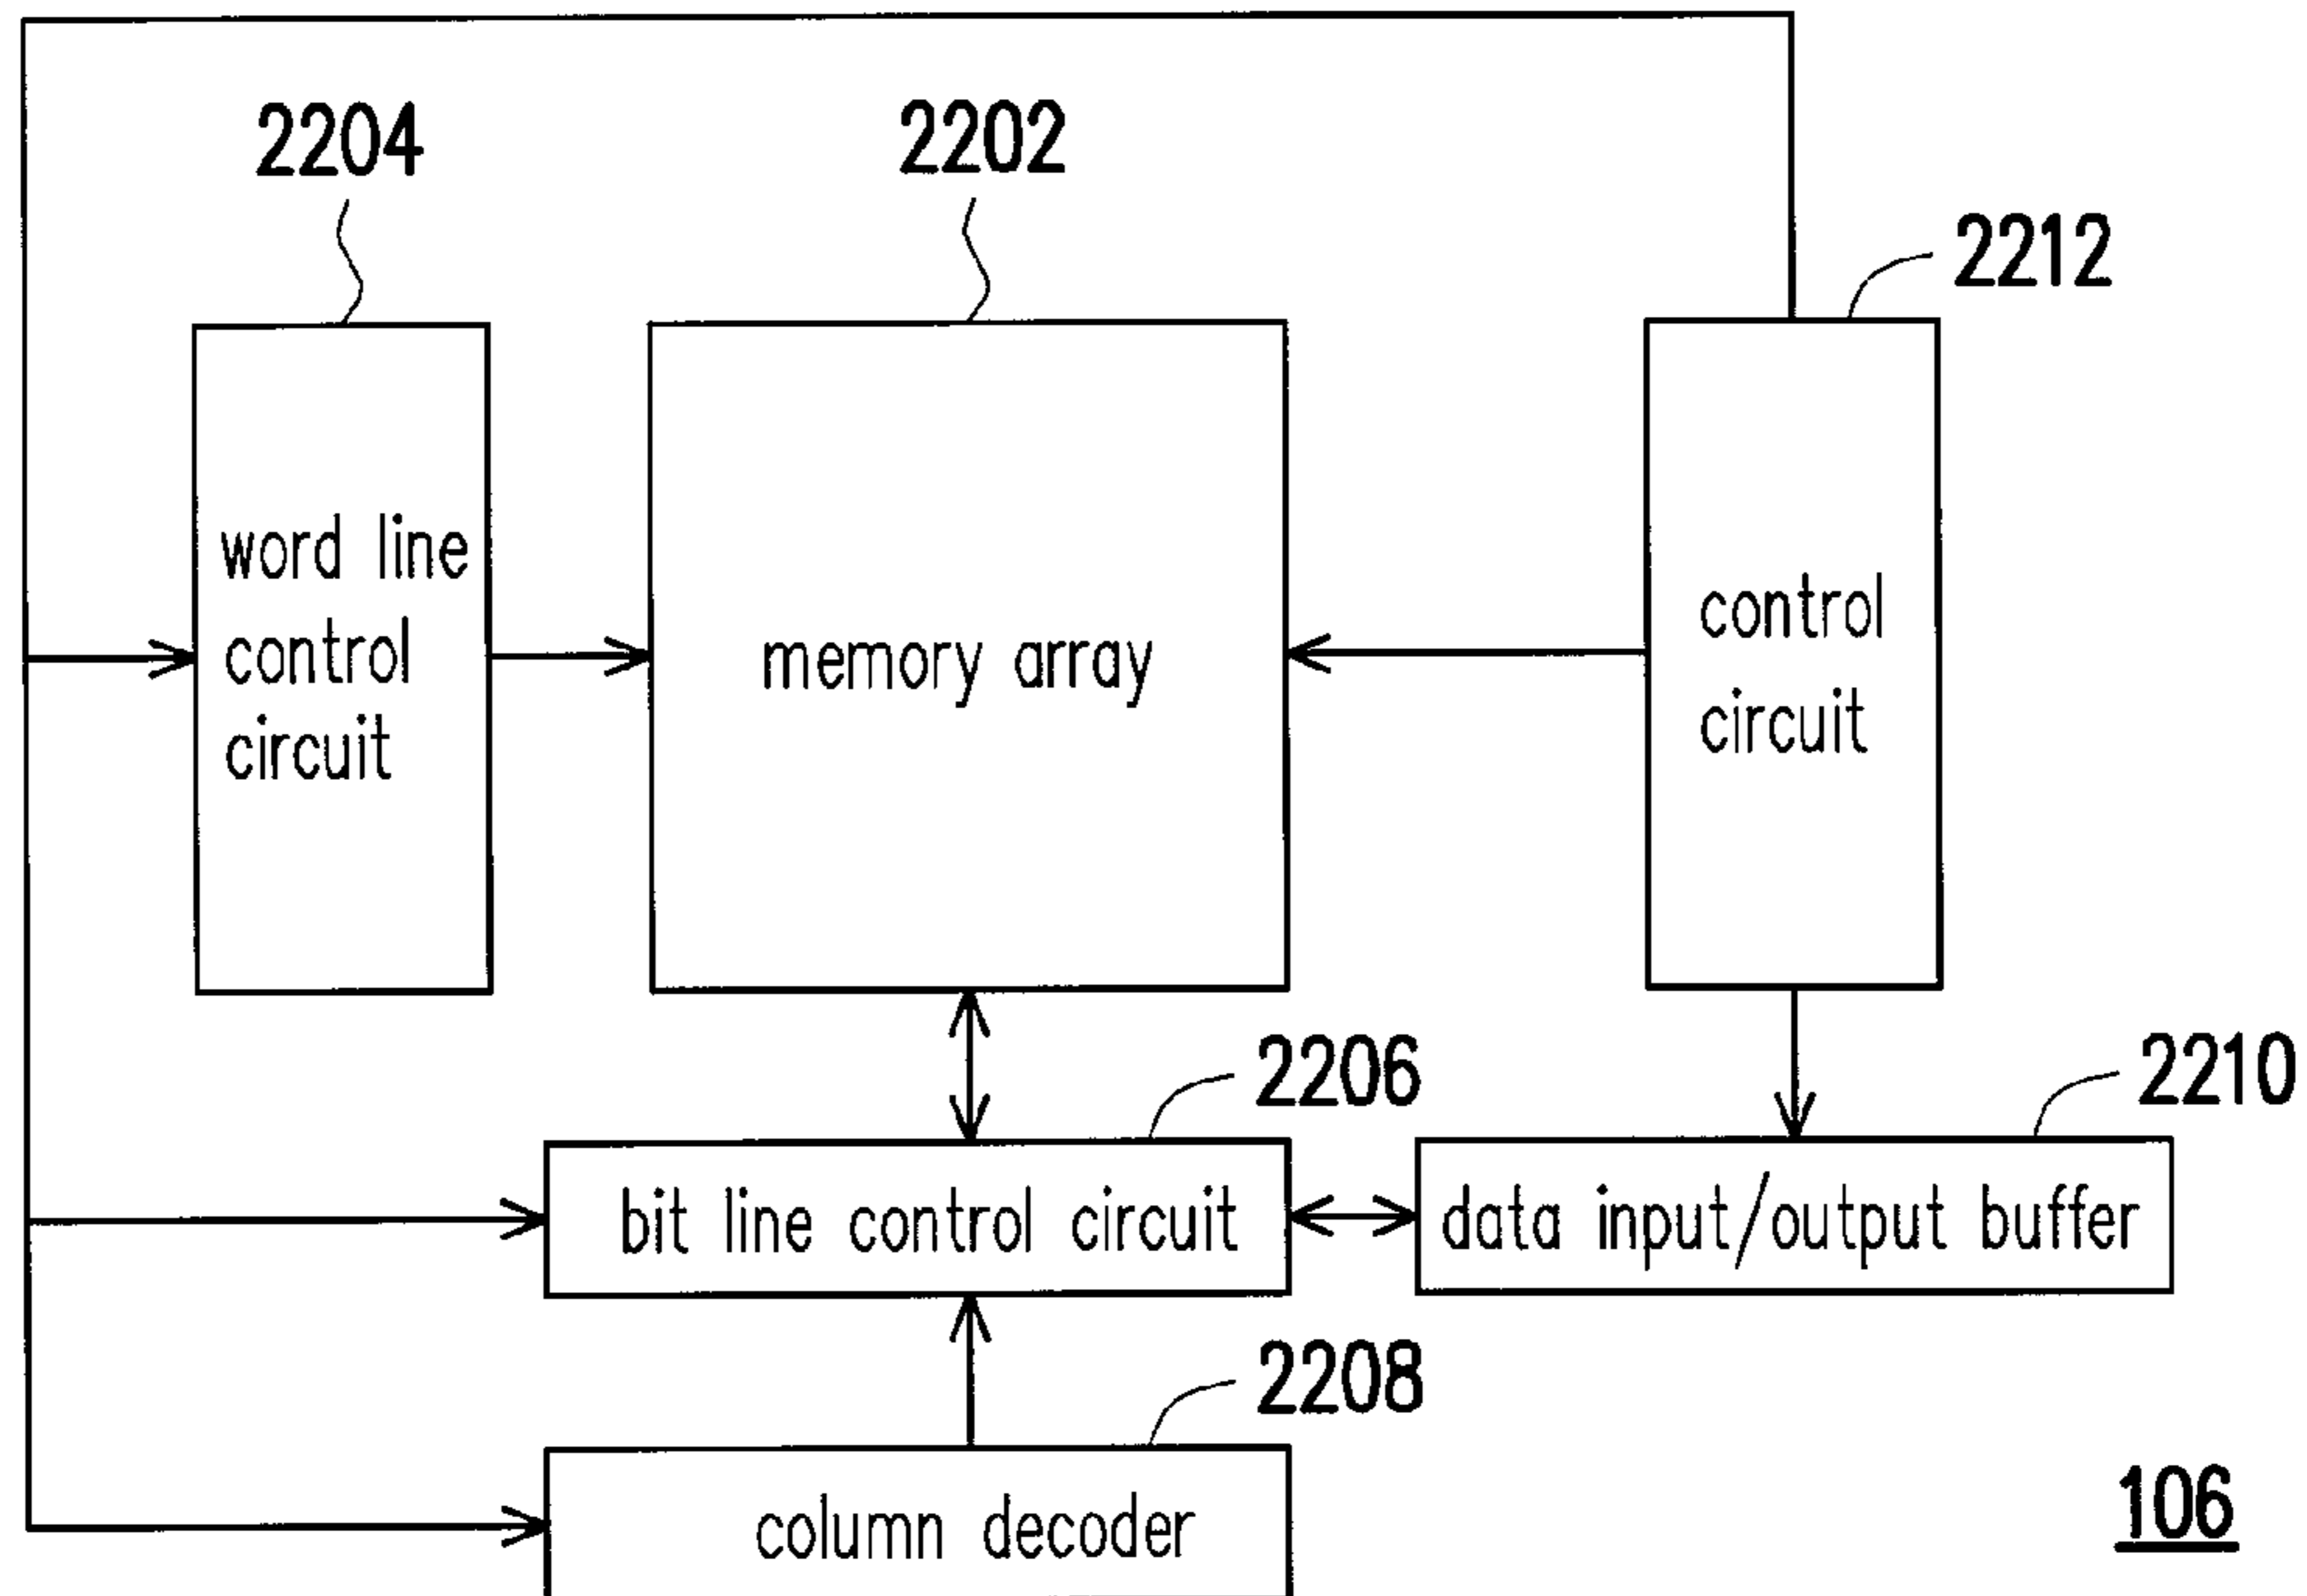 2204
2202
2212
word line
control
circuit
memory array
control
circuit
2206
2210
bit line control circuit
data input/output buffer
2208
column decoder
106